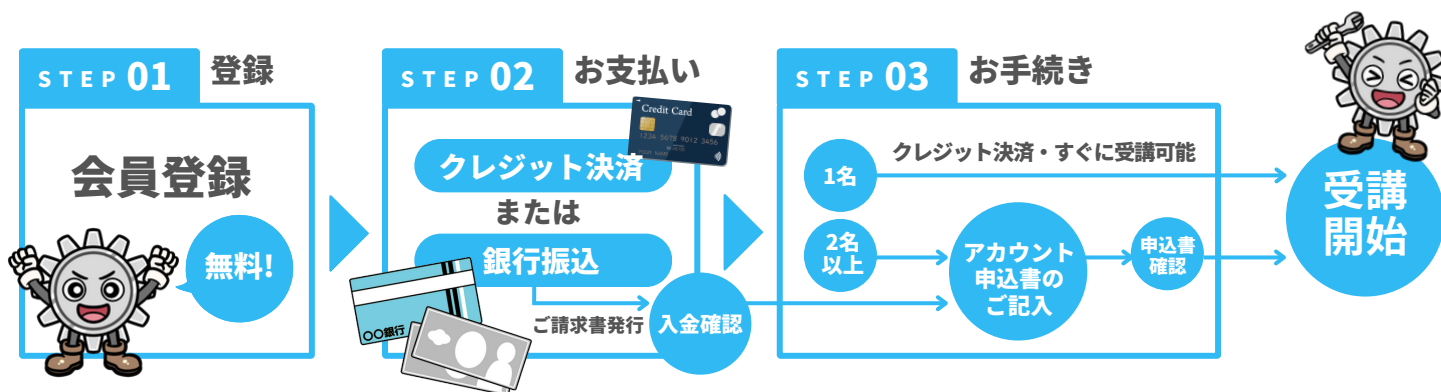 STEP 01 登録
会員登録
無料!
STEP 02 お支払い
Credit Card
1234 5678 9012 3456
クレジット決済
または
銀行振込
〇〇銀行
ご請求書発行
入金確認
STEP 03 お手続き
1名
クレジット決済・すぐに受講可能
2名
以上
アカウント
申込書の
ご記入
申込書
確認
受講
開始